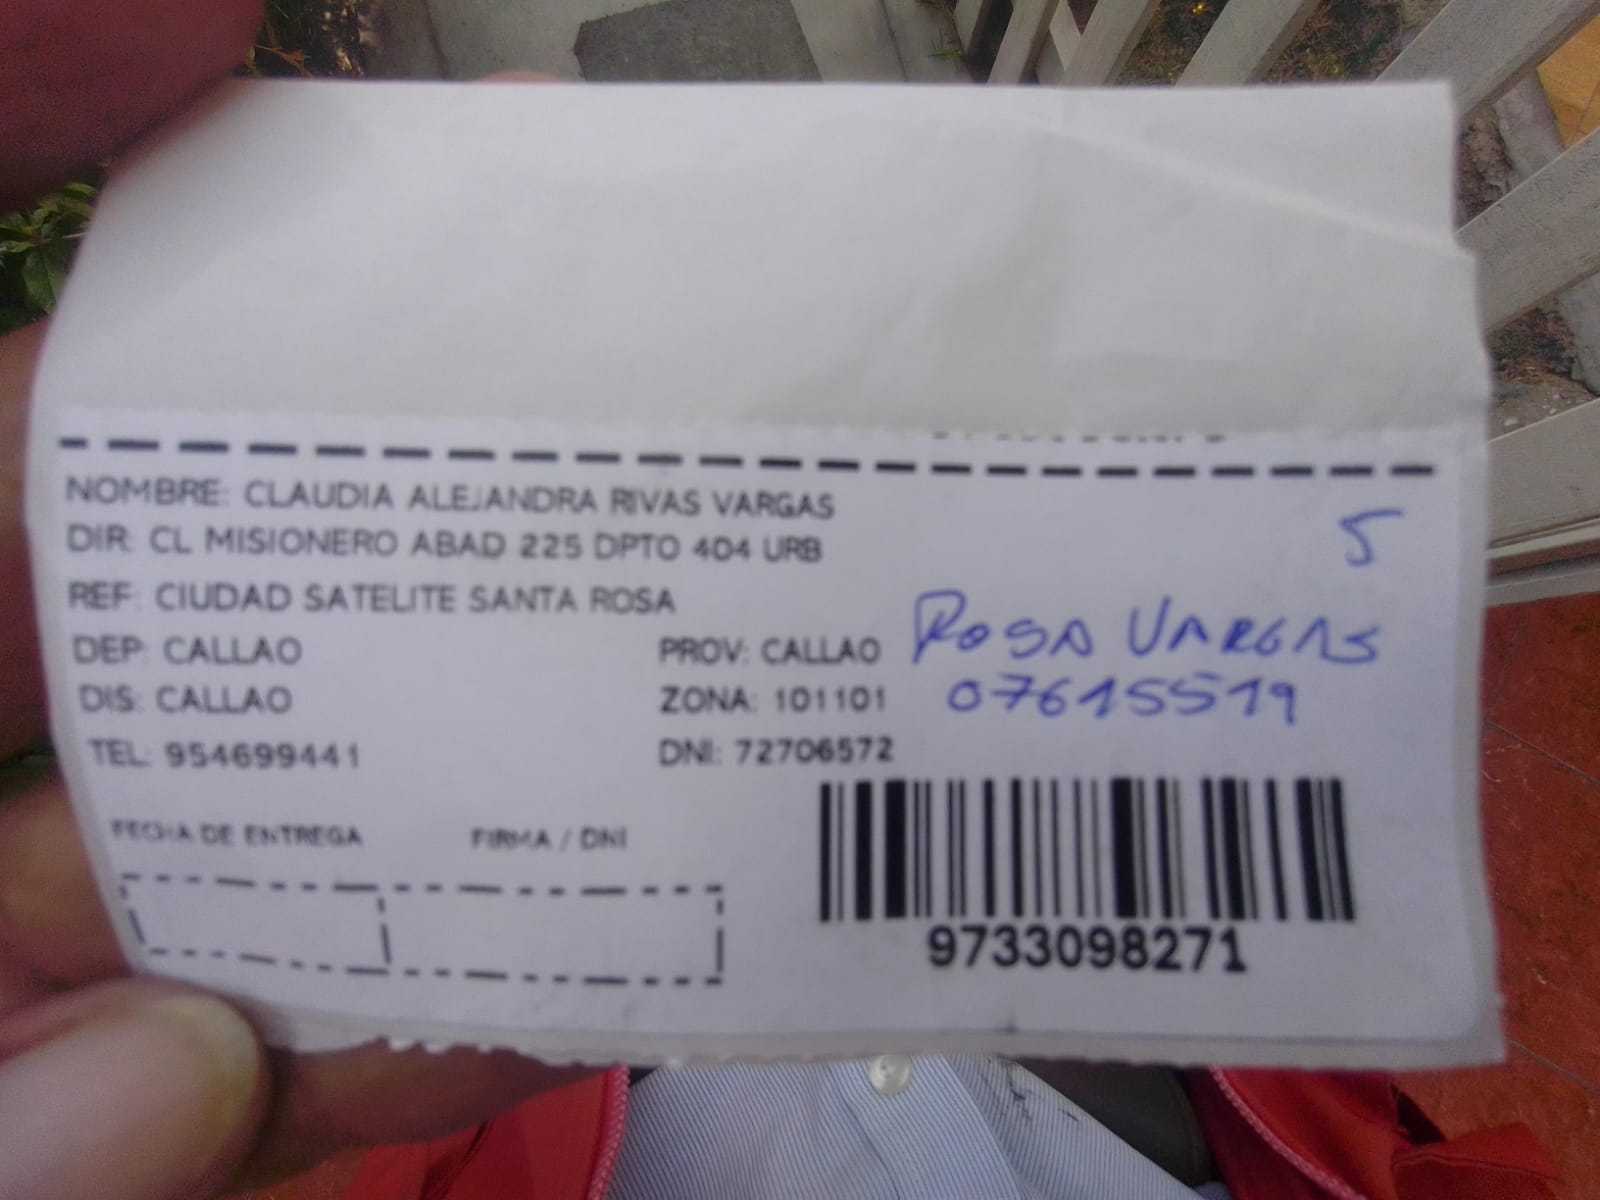 NOMBRE: CLAUDIA ALEJANDRA RIVAS VARGAS
DIR: CL MISIONERO ABAD 225 DPTO 404 URB
5
REF: CIUDAD SATELITE SANTA ROSA
DEP: CALLAO
PROV: CALLAO
ROSA VARGAS
DIS: CALLAO
ZONA: 101101
07615519
TEL: 954699441
DNI: 72706572
FECHA DE ENTREGA
FIRMA / DNI
9733098271